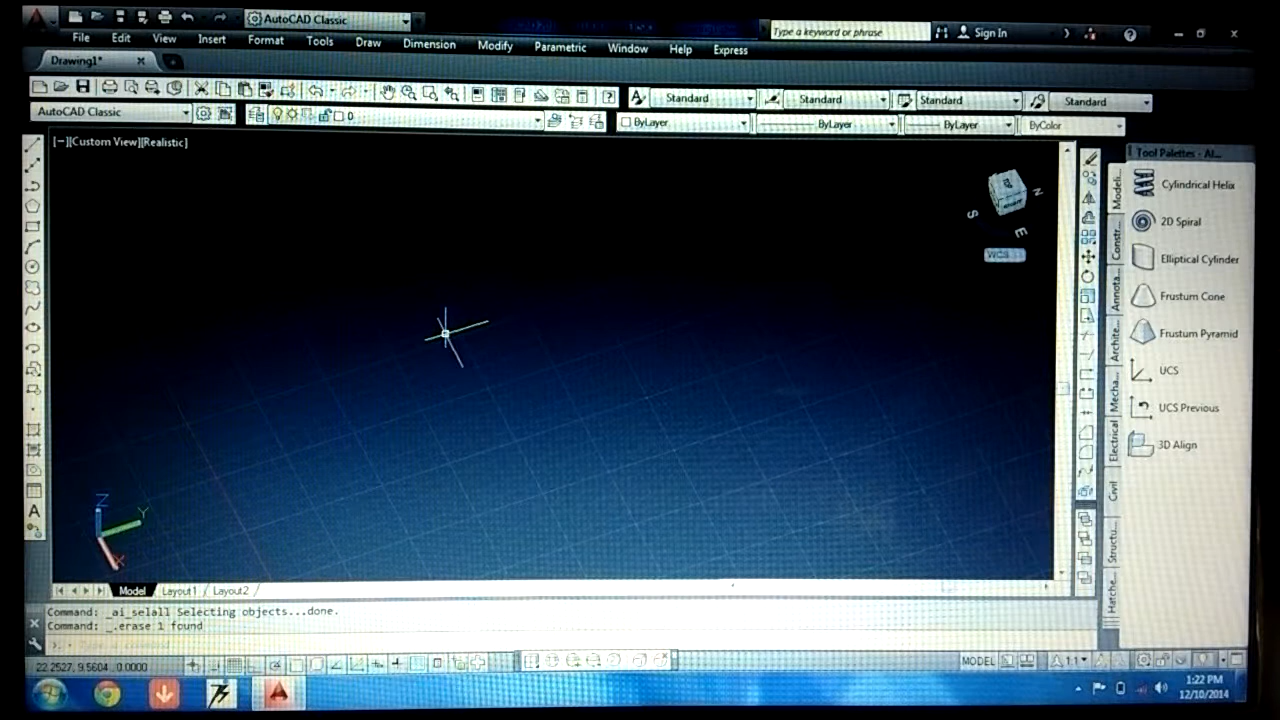 AutoCAD Classic
Type a keyword or phrase
Sign In
File Edit View Insert Format Tools Draw Dimension Modify Parametric Window Help Express
Drawing1*
Standard Standard Standard Standard
AutoCAD Classic
0
ByLayer ByLayer ByLayer ByColor
[−][Custom View][Realistic]
Tool Palettes - Al...
Modeli...
Cylindrical Helix
2D Spiral
Constr...
Elliptical Cylinder
Annota...
Frustum Cone
Archite...
Frustum Pyramid
Mecha...
UCS
UCS Previous
Electrical
3D Align
Civil
Structu...
Hatche...
N
S
E
WCS
Z
Y
X
A
Model Layout1 Layout2
Command: _ai_selall Selecting objects...done.
Command: _.erase 1 found
22.2527, 9.5604, 0.0000
MODEL
1:1
1:22 PM
12/10/2014